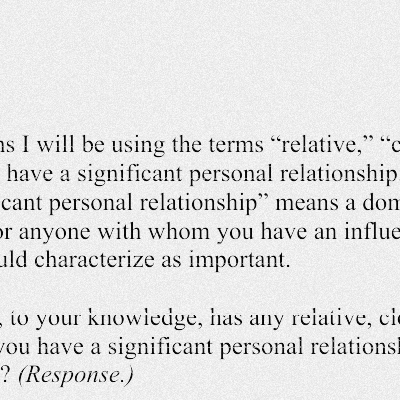 ns I will be using the terms “relative,” “c
have a significant personal relationship
cant personal relationship” means a dom
or anyone with whom you have an influe
uld characterize as important.
, to your knowledge, has any relative, clo
you have a significant personal relations
? (Response.)